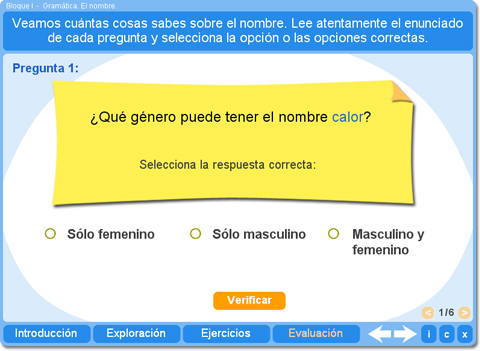 Bloque I - Gramática. El nombre.
Veamos cuántas cosas sabes sobre el nombre. Lee atentamente el enunciado
de cada pregunta y selecciona la opción o las opciones correctas.
Pregunta 1:
¿Qué género puede tener el nombre calor?
Selecciona la respuesta correcta:
Sólo femenino
Sólo masculino
Masculino y
femenino
Verificar
< 1/6 >
Introducción
Exploración
Ejercicios
Evaluación
i
c
x